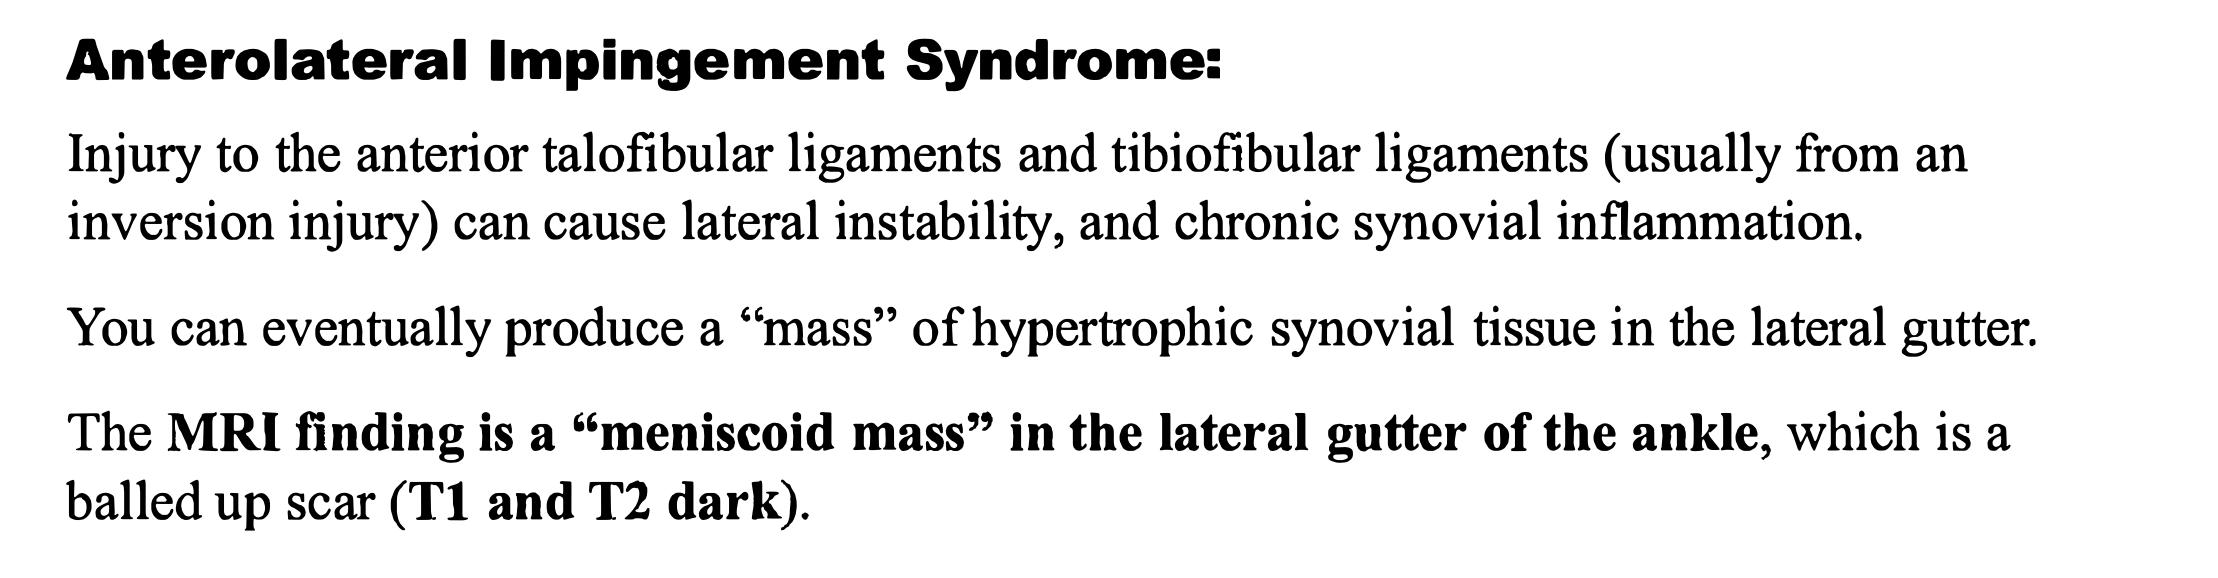 Anterolateral Impingement Syndrome:
Injury to the anterior talofibular ligaments and tibiofibular ligaments (usually from an
inversion injury) can cause lateral instability, and chronic synovial inflammation.
You can eventually produce a “mass” of hypertrophic synovial tissue in the lateral gutter.
The MRI finding is a “meniscoid mass” in the lateral gutter of the ankle, which is a
balled up scar (T1 and T2 dark).